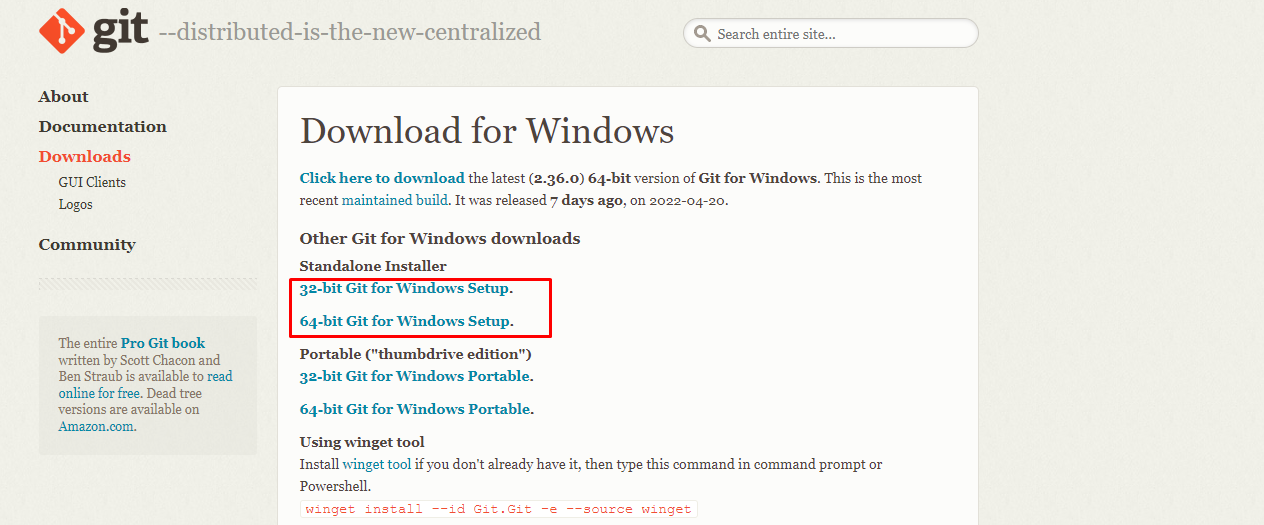 git --distributed-is-the-new-centralized
Search entire site...
About
Documentation
Downloads
GUI Clients
Logos
Community
The entire Pro Git book
written by Scott Chacon and
Ben Straub is available to read
online for free. Dead tree
versions are available on
Amazon.com.
Download for Windows
Click here to download the latest (2.36.0) 64-bit version of Git for Windows. This is the most
recent maintained build. It was released 7 days ago, on 2022-04-20.
Other Git for Windows downloads
Standalone Installer
32-bit Git for Windows Setup.
64-bit Git for Windows Setup.
Portable ("thumbdrive edition")
32-bit Git for Windows Portable.
64-bit Git for Windows Portable.
Using winget tool
Install winget tool if you don't already have it, then type this command in command prompt or
Powershell.
winget install --id Git.Git -e --source winget